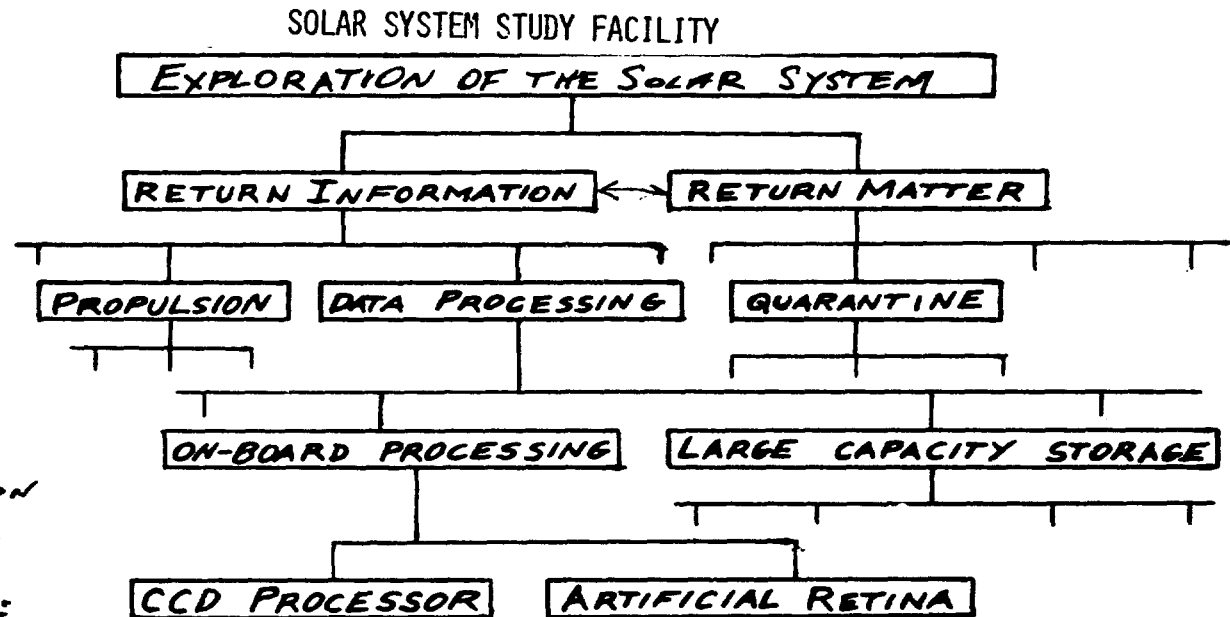 SOLAR SYSTEM STUDY FACILITY
EXPLORATION OF THE SOLAR SYSTEM
RETURN INFORMATION
RETURN MATTER
PROPULSION
DATA PROCESSING
QUARANTINE
ON-BOARD PROCESSING
LARGE CAPACITY STORAGE
CCD PROCESSOR
ARTIFICIAL RETINA